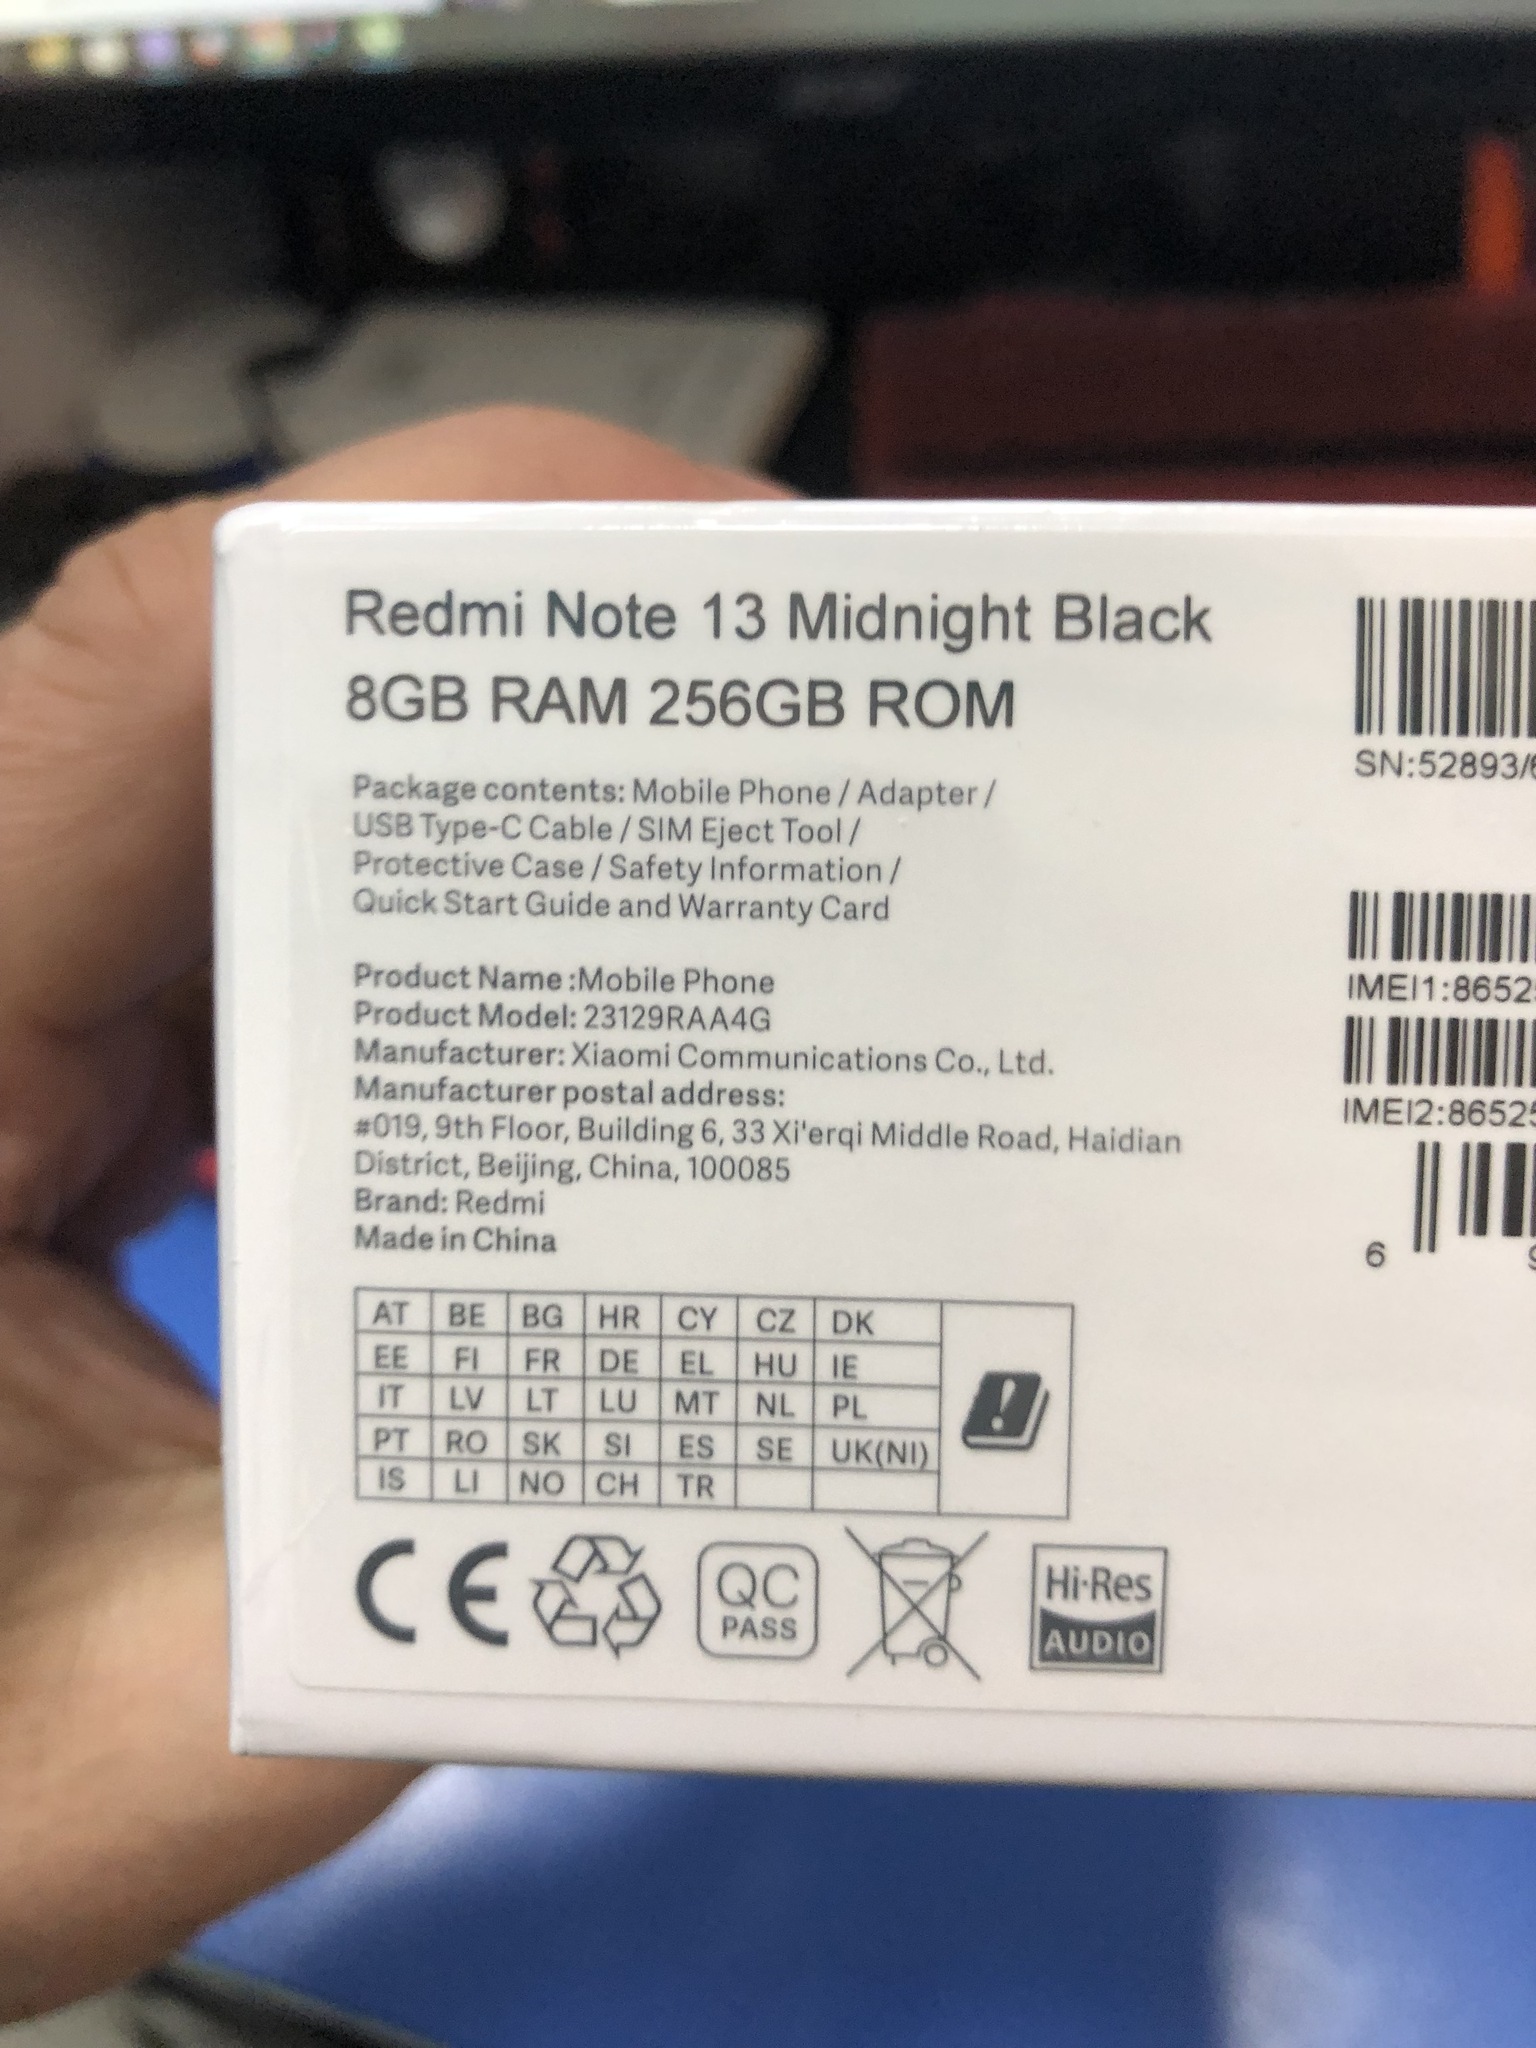 Redmi Note 13 Midnight Black
8GB RAM 256GB ROM
Package contents: Mobile Phone / Adapter /
USB Type-C Cable / SIM Eject Tool /
Protective Case / Safety Information /
Quick Start Guide and Warranty Card
Product Name :Mobile Phone
Product Model: 23129RAA4G
Manufacturer: Xiaomi Communications Co., Ltd.
Manufacturer postal address:
#019, 9th Floor, Building 6, 33 Xi'erqi Middle Road, Haidian
District, Beijing, China, 100085
Brand: Redmi
Made in China
AT BE BG HR CY CZ DK
EE FI FR DE EL HU IE
IT LV LT LU MT NL PL
PT RO SK SI ES SE UK(NI)
IS LI NO CH TR
CE
QC
PASS
Hi-Res
AUDIO
SN:52893/
IMEI1:8652
IMEI2:8652
6